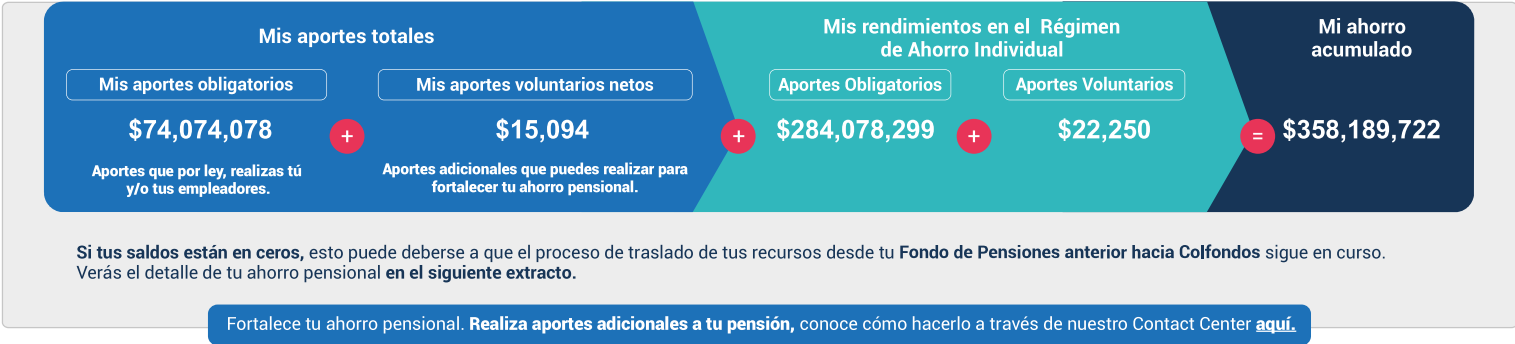 Mis aportes totales
Mis aportes obligatorios
$74,074,078
Aportes que por ley, realizas tú
y/o tus empleadores.
+
Mis aportes voluntarios netos
$15,094
Aportes adicionales que puedes realizar para
fortalecer tu ahorro pensional.
+
Mis rendimientos en el Régimen
de Ahorro Individual
Aportes Obligatorios
$284,078,299
+
Aportes Voluntarios
$22,250
=
Mi ahorro
acumulado
$358,189,722
Si tus saldos están en ceros, esto puede deberse a que el proceso de traslado de tus recursos desde tu Fondo de Pensiones anterior hacia Colfondos sigue en curso.
Verás el detalle de tu ahorro pensional en el siguiente extracto.
Fortalece tu ahorro pensional. Realiza aportes adicionales a tu pensión, conoce cómo hacerlo a través de nuestro Contact Center aquí.